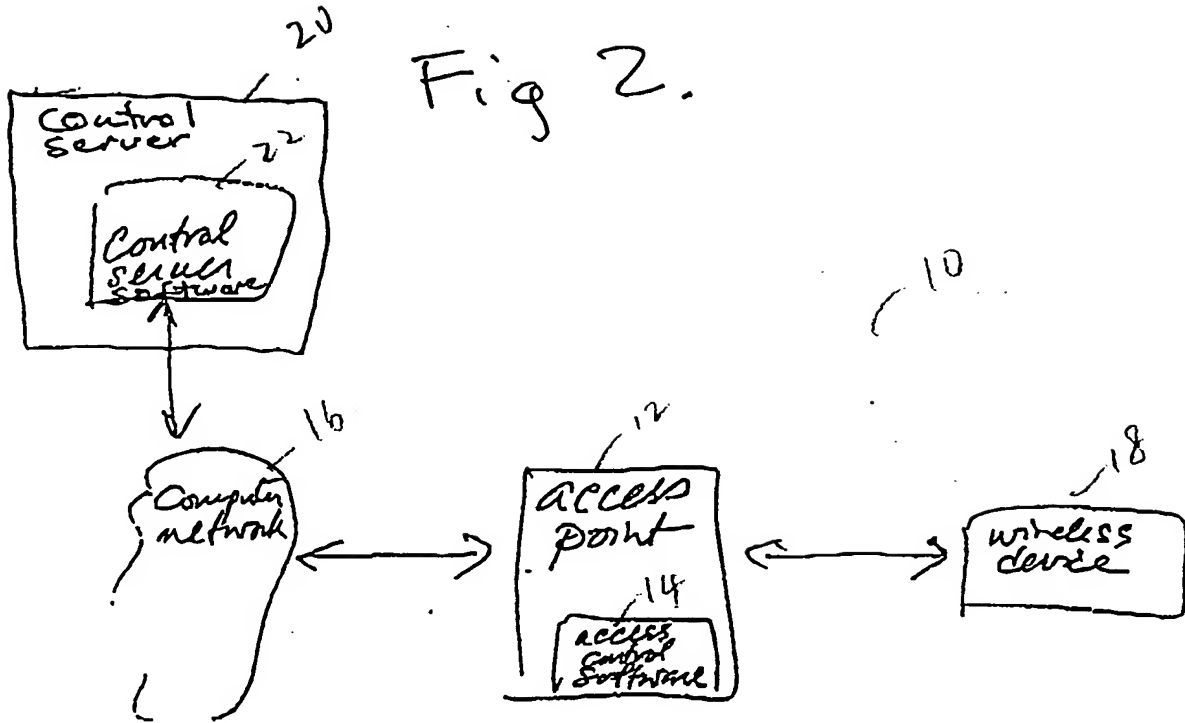 20
Fig 2.
Control
server
22
Control
server
software
10
16
Computer
network
12
access
point
14
access
control
software
18
wireless
device